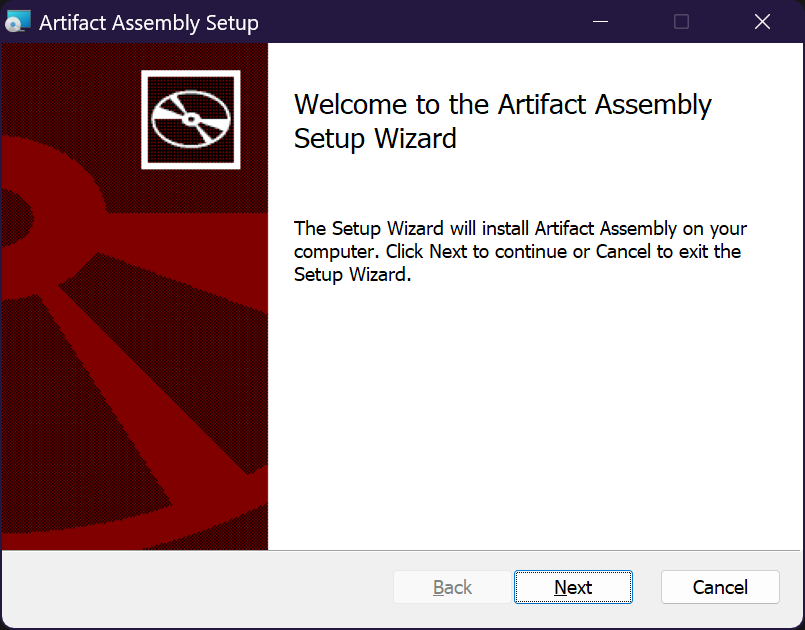 Artifact Assembly Setup
Welcome to the Artifact Assembly
Setup Wizard
The Setup Wizard will install Artifact Assembly on your
computer. Click Next to continue or Cancel to exit the
Setup Wizard.
Back
Next
Cancel